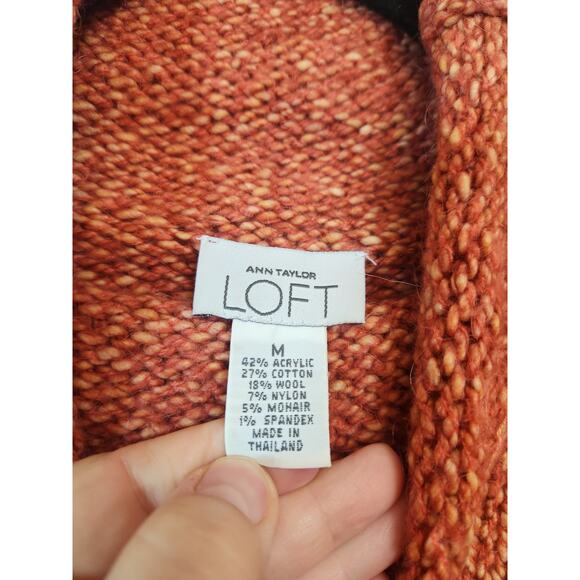 ANN TAYLOR
LOFT
M
42% ACRYLIC
27% COTTON
18% WOOL
7% NYLON
5% MOHAIR
1% SPANDEX
MADE IN
THAILAND